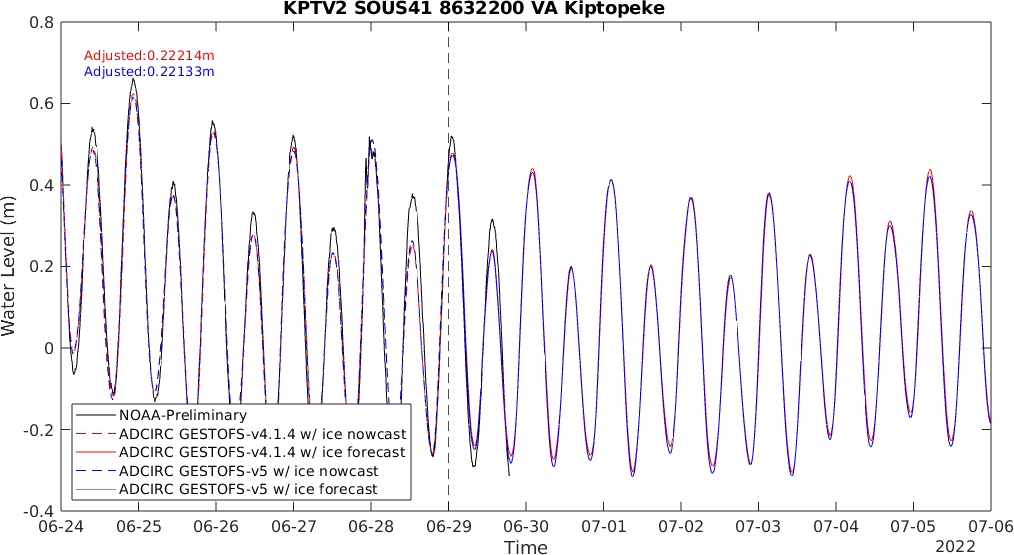 KPTV2 SOUS41 8632200 VA Kiptopeke
Adjusted:0.22214m
Adjusted:0.22133m
Water Level (m)
0.8
0.6
0.4
0.2
0
-0.2
-0.4
NOAA-Preliminary
ADCIRC GESTOFS-v4.1.4 w/ ice nowcast
ADCIRC GESTOFS-v4.1.4 w/ ice forecast
ADCIRC GESTOFS-v5 w/ ice nowcast
ADCIRC GESTOFS-v5 w/ ice forecast
06-24 06-25 06-26 06-27 06-28 06-29 06-30 07-01 07-02 07-03 07-04 07-05 07-06
Time
2022